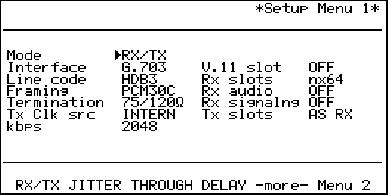 *Setup Menu 1*
Mode ▶RX/TX
Interface G.703 V.11 slot OFF
Line code HDB3 Rx slots nx64
Framing PCM30C Rx audio OFF
Termination 75/120Ω Rx signalng OFF
Tx Clk src INTERN Tx slots AS RX
kbps 2048
RX/TX JITTER THROUGH DELAY -more- Menu 2